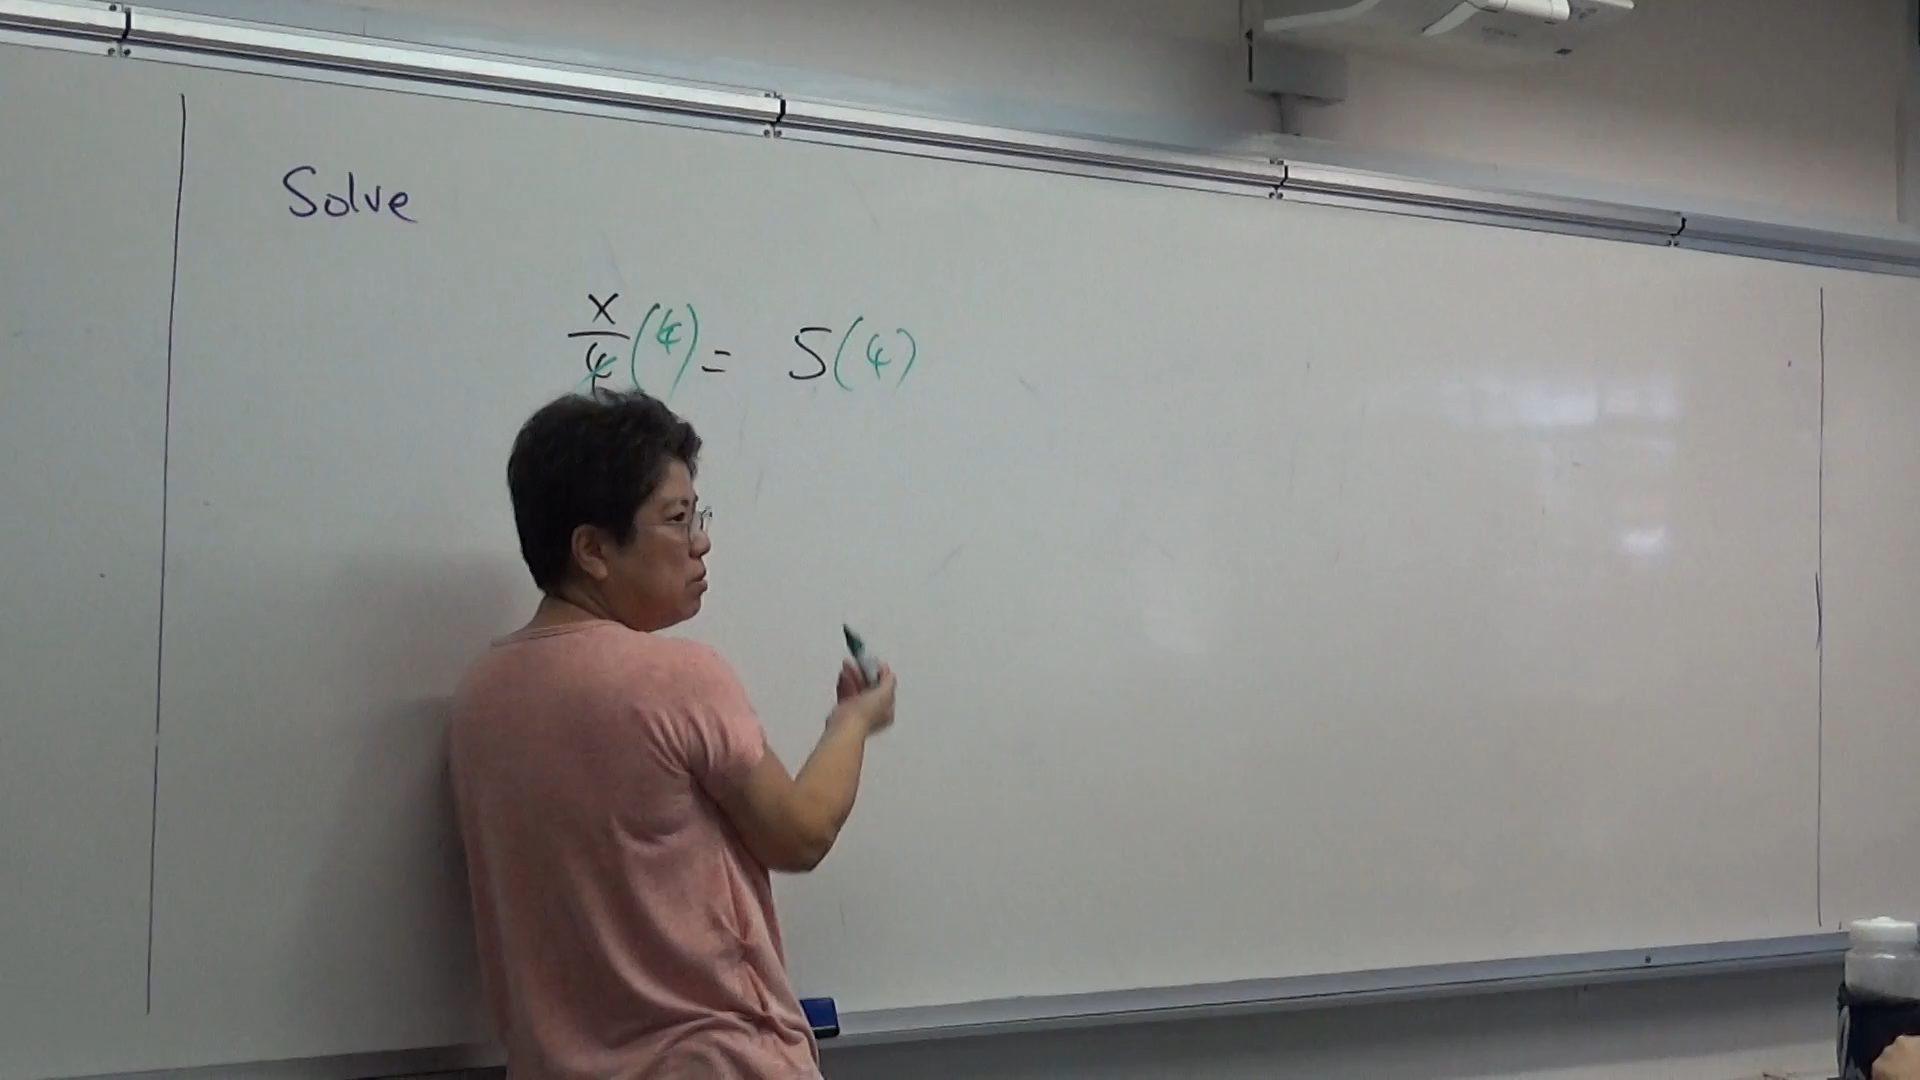 Solve
x/4 (4) = 5(4)